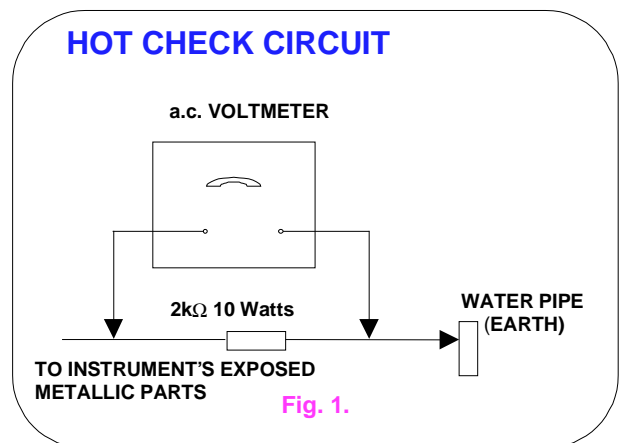 HOT CHECK CIRCUIT
a.c. VOLTMETER
2kΩ 10 Watts
WATER PIPE
(EARTH)
TO INSTRUMENT'S EXPOSED
METALLIC PARTS
Fig. 1.